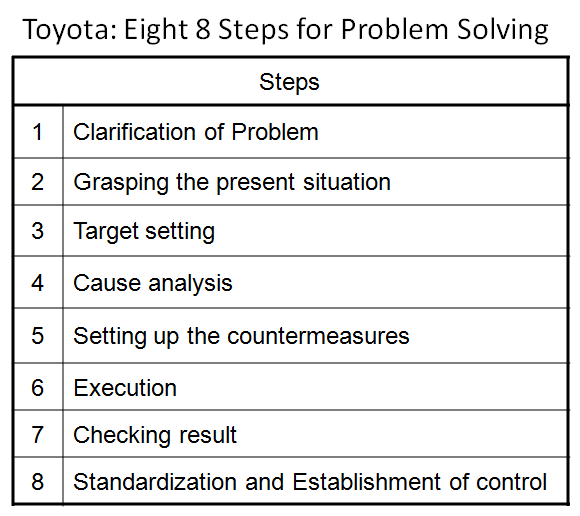 Toyota: Eight 8 Steps for Problem Solving
Steps
1 Clarification of Problem
2 Grasping the present situation
3 Target setting
4 Cause analysis
5 Setting up the countermeasures
6 Execution
7 Checking result
8 Standardization and Establishment of control